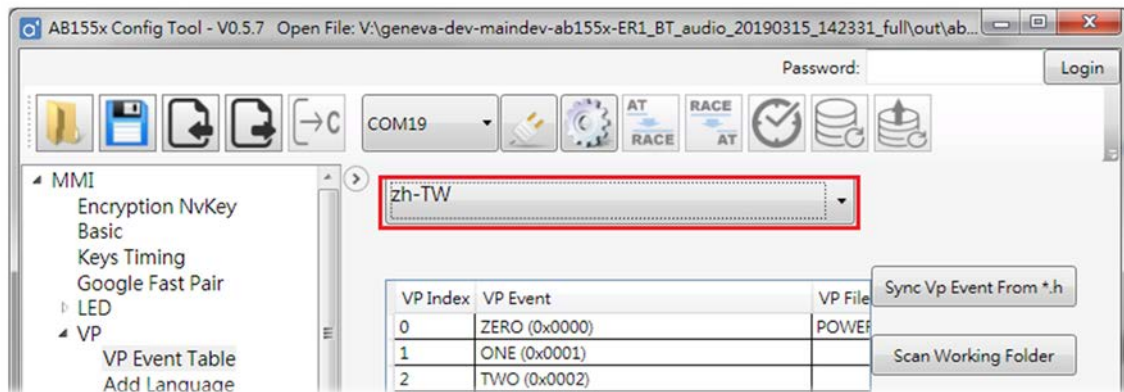 AB155x Config Tool - V0.5.7 Open File: V:\geneva-dev-maindev-ab155x-ER1_BT_audio_20190315_142331_full\out\ab...
Password:
Login
COM19
AT
RACE
RACE
AT
MMI
Encryption NvKey
Basic
Keys Timing
Google Fast Pair
LED
VP
VP Event Table
Add Language
zh-TW
VP Index VP Event VP File
0 ZERO (0x0000) POWER
1 ONE (0x0001)
2 TWO (0x0002)
Sync Vp Event From *.h
Scan Working Folder